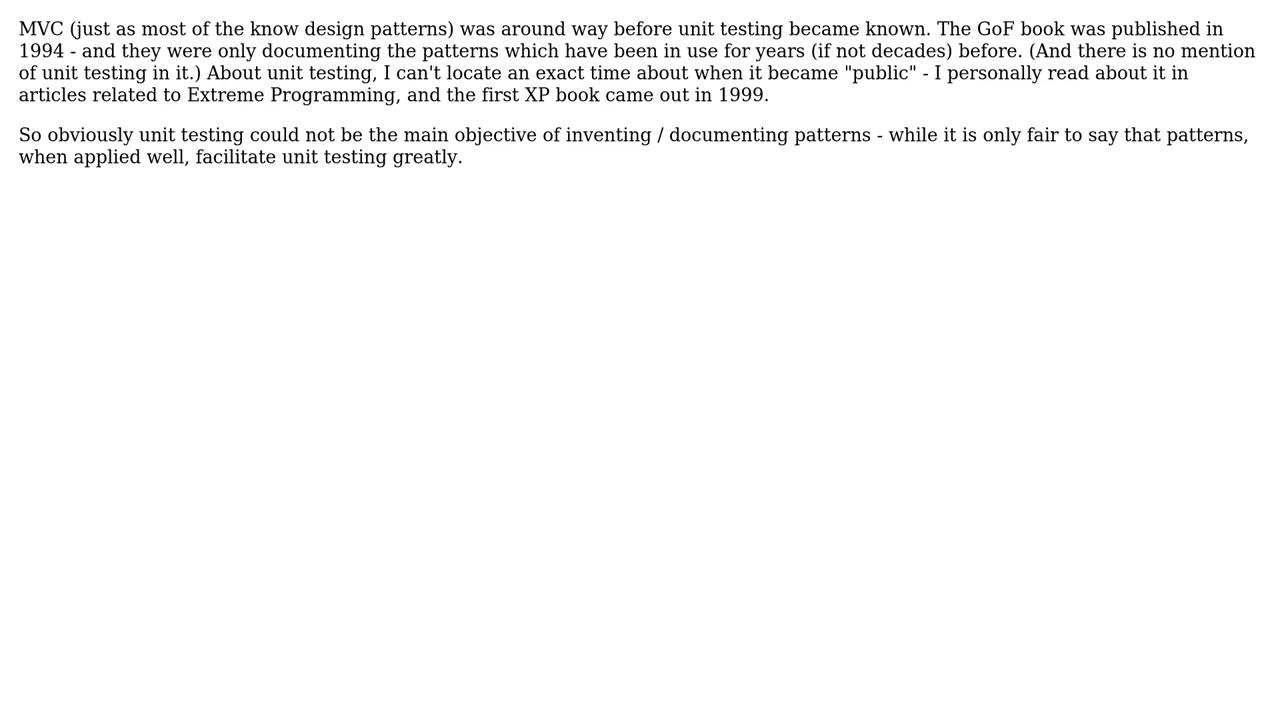 MVC (just as most of the know design patterns) was around way before unit testing became known. The GoF book was published in
1994 - and they were only documenting the patterns which have been in use for years (if not decades) before. (And there is no mention
of unit testing in it.) About unit testing, I can't locate an exact time about when it became "public" - I personally read about it in
articles related to Extreme Programming, and the first XP book came out in 1999.
So obviously unit testing could not be the main objective of inventing / documenting patterns - while it is only fair to say that patterns,
when applied well, facilitate unit testing greatly.